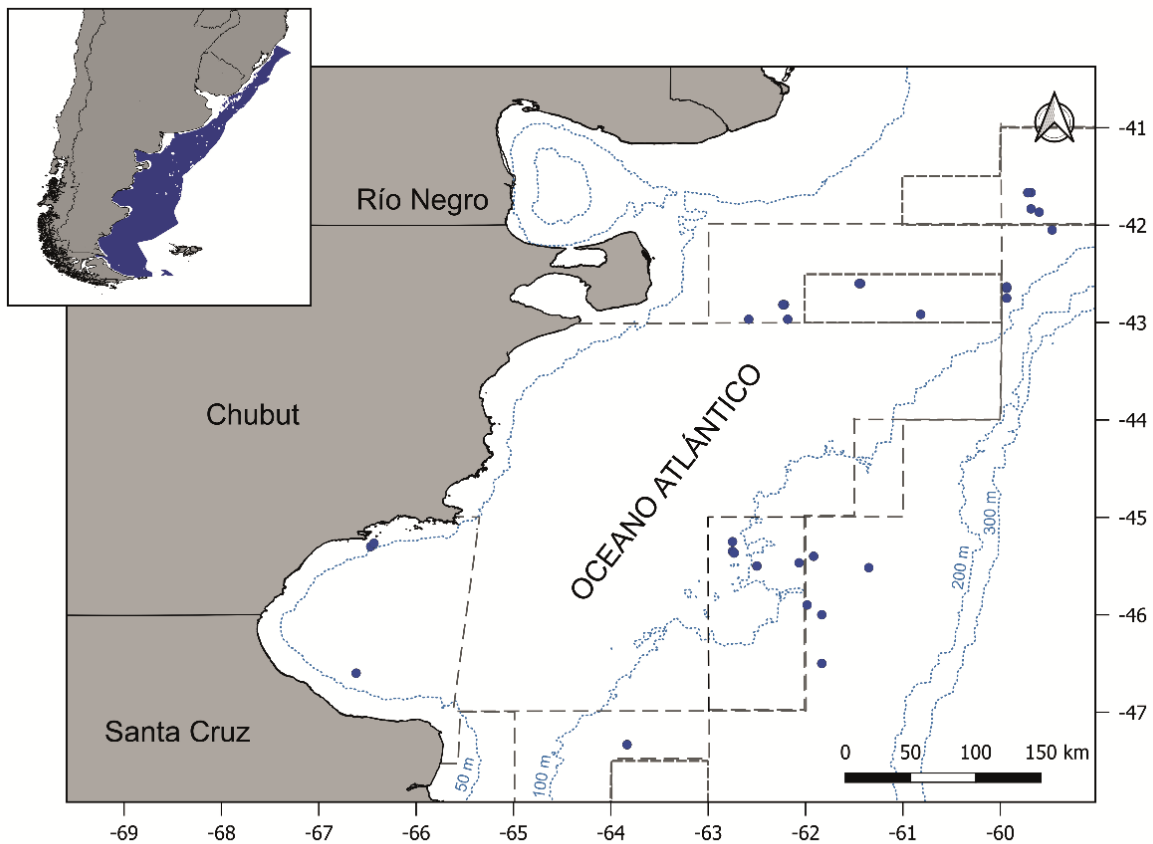 Río Negro
Chubut
Santa Cruz
OCEANO ATLÁNTICO
50 m
100 m
200 m
300 m
0 50 100 150 km
-41
-42
-43
-44
-45
-46
-47
-69 -68 -67 -66 -65 -64 -63 -62 -61 -60